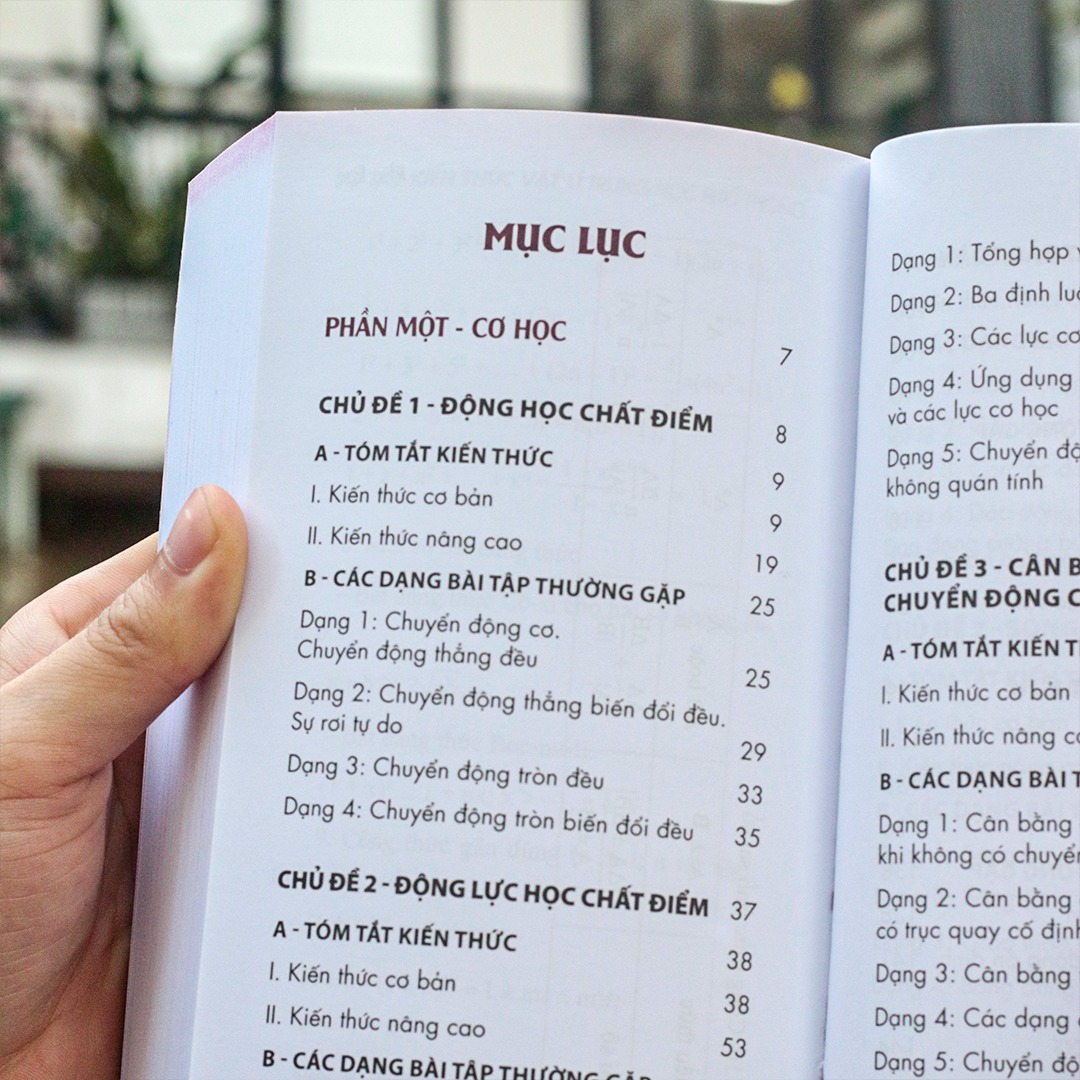 MỤC LỤC
PHẦN MỘT - CƠ HỌC 7
CHỦ ĐỀ 1 - ĐỘNG HỌC CHẤT ĐIỂM 8
A - TÓM TẮT KIẾN THỨC 9
I. Kiến thức cơ bản 9
II. Kiến thức nâng cao 19
B - CÁC DẠNG BÀI TẬP THƯỜNG GẶP 25
Dạng 1: Chuyển động cơ.
Chuyển động thẳng đều 25
Dạng 2: Chuyển động thẳng biến đổi đều.
Sự rơi tự do 29
Dạng 3: Chuyển động tròn đều 33
Dạng 4: Chuyển động tròn biến đổi đều 35
CHỦ ĐỀ 2 - ĐỘNG LỰC HỌC CHẤT ĐIỂM 37
A - TÓM TẮT KIẾN THỨC 38
I. Kiến thức cơ bản 38
II. Kiến thức nâng cao 53
B - CÁC DẠNG BÀI TẬP THƯỜNG GẶP
Dạng 1: Tổng hợp
Dạng 2: Ba định
Dạng 3: Các lực cơ
Dạng 4: Ứng dụng
và các lực cơ học
Dạng 5: Chuyển
không quán tính
CHỦ ĐỀ 3 - CÂN
CHUYỂN ĐỘNG
A - TÓM TẮT KIẾN
I. Kiến thức cơ bản
II. Kiến thức nâng
B - CÁC DẠNG BÀI
Dạng 1: Cân bằng
khi không có
Dạng 2: Cân bằng
có trục quay cố định
Dạng 3: Cân bằng
Dạng 4: Các dạng
Dạng 5: Chuyển